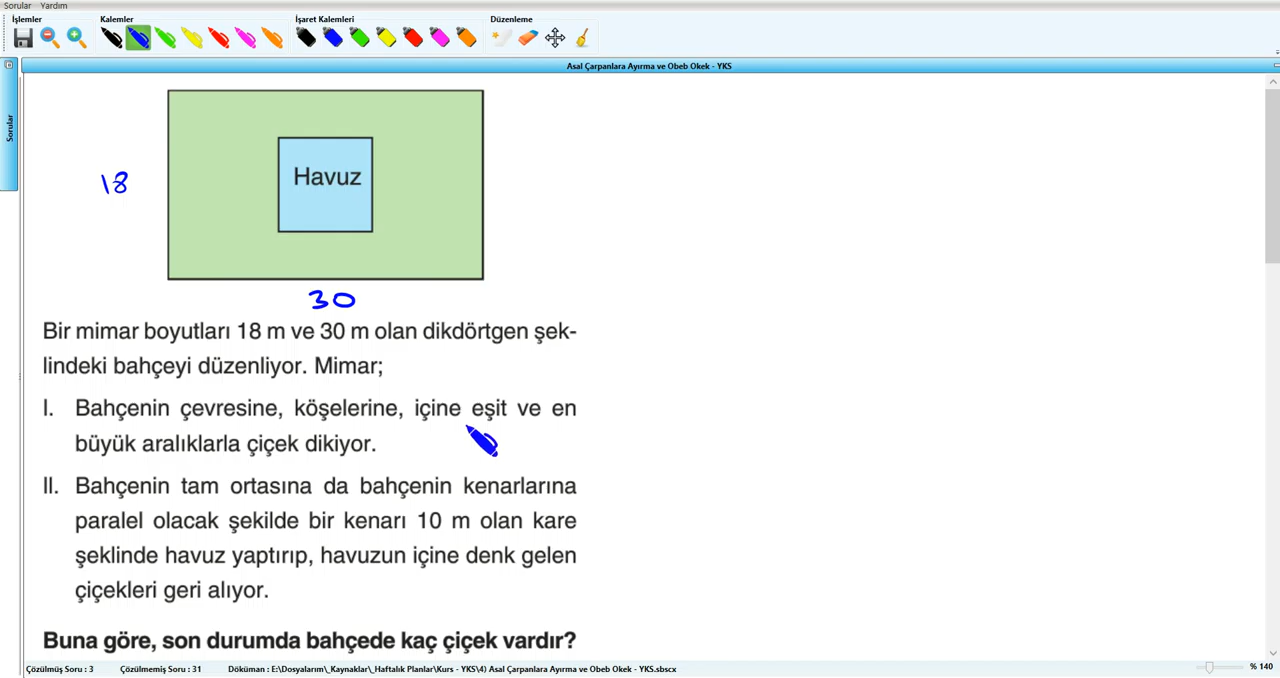 Sorular Yardım
İşlemler Kalemler İşaret Kalemleri Düzenleme
Asal Çarpanlara Ayırma ve Obeb Okek - YKS
Sorular
Havuz
18
30
Bir mimar boyutları 18 m ve 30 m olan dikdörtgen şek-
lindeki bahçeyi düzenliyor. Mimar;
I. Bahçenin çevresine, köşelerine, içine eşit ve en
büyük aralıklarla çiçek dikiyor.
II. Bahçenin tam ortasına da bahçenin kenarlarına
paralel olacak şekilde bir kenarı 10 m olan kare
şeklinde havuz yaptırıp, havuzun içine denk gelen
çiçekleri geri alıyor.
Buna göre, son durumda bahçede kaç çiçek vardır?
Çözülmüş Soru : 3 Çözülmemiş Soru : 31 Döküman : E:\Dosyalarım\_Kaynaklar\_Haftalık Planlar\Kurs - YKS\4) Asal Çarpanlara Ayırma ve Obeb Okek - YKS.sbscx % 140